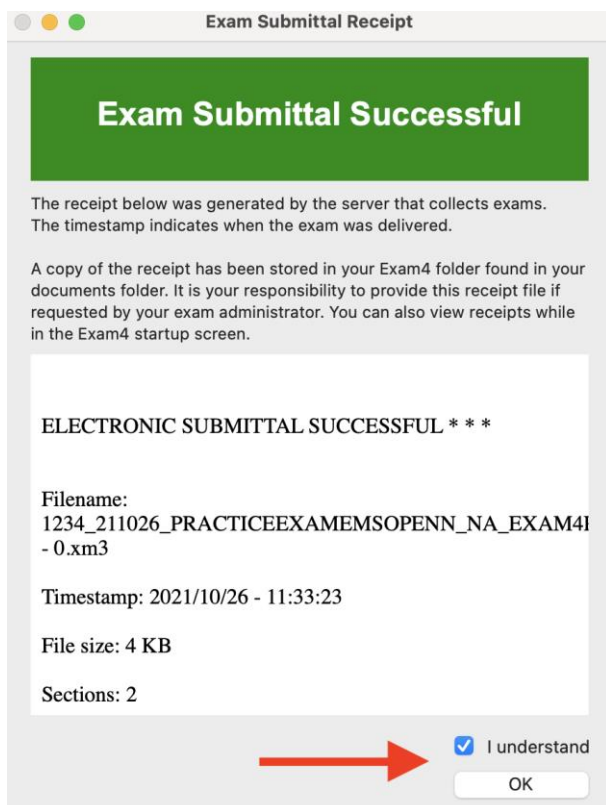 Exam Submittal Receipt
Exam Submittal Successful
The receipt below was generated by the server that collects exams.
The timestamp indicates when the exam was delivered.
A copy of the receipt has been stored in your Exam4 folder found in your
documents folder. It is your responsibility to provide this receipt file if
requested by your exam administrator. You can also view receipts while
in the Exam4 startup screen.
ELECTRONIC SUBMITTAL SUCCESSFUL * * *
Filename:
1234_211026_PRACTICEEXAMEMSOPENN_NA_EXAM4
- 0.xm3
Timestamp: 2021/10/26 - 11:33:23
File size: 4 KB
Sections: 2
I understand
OK